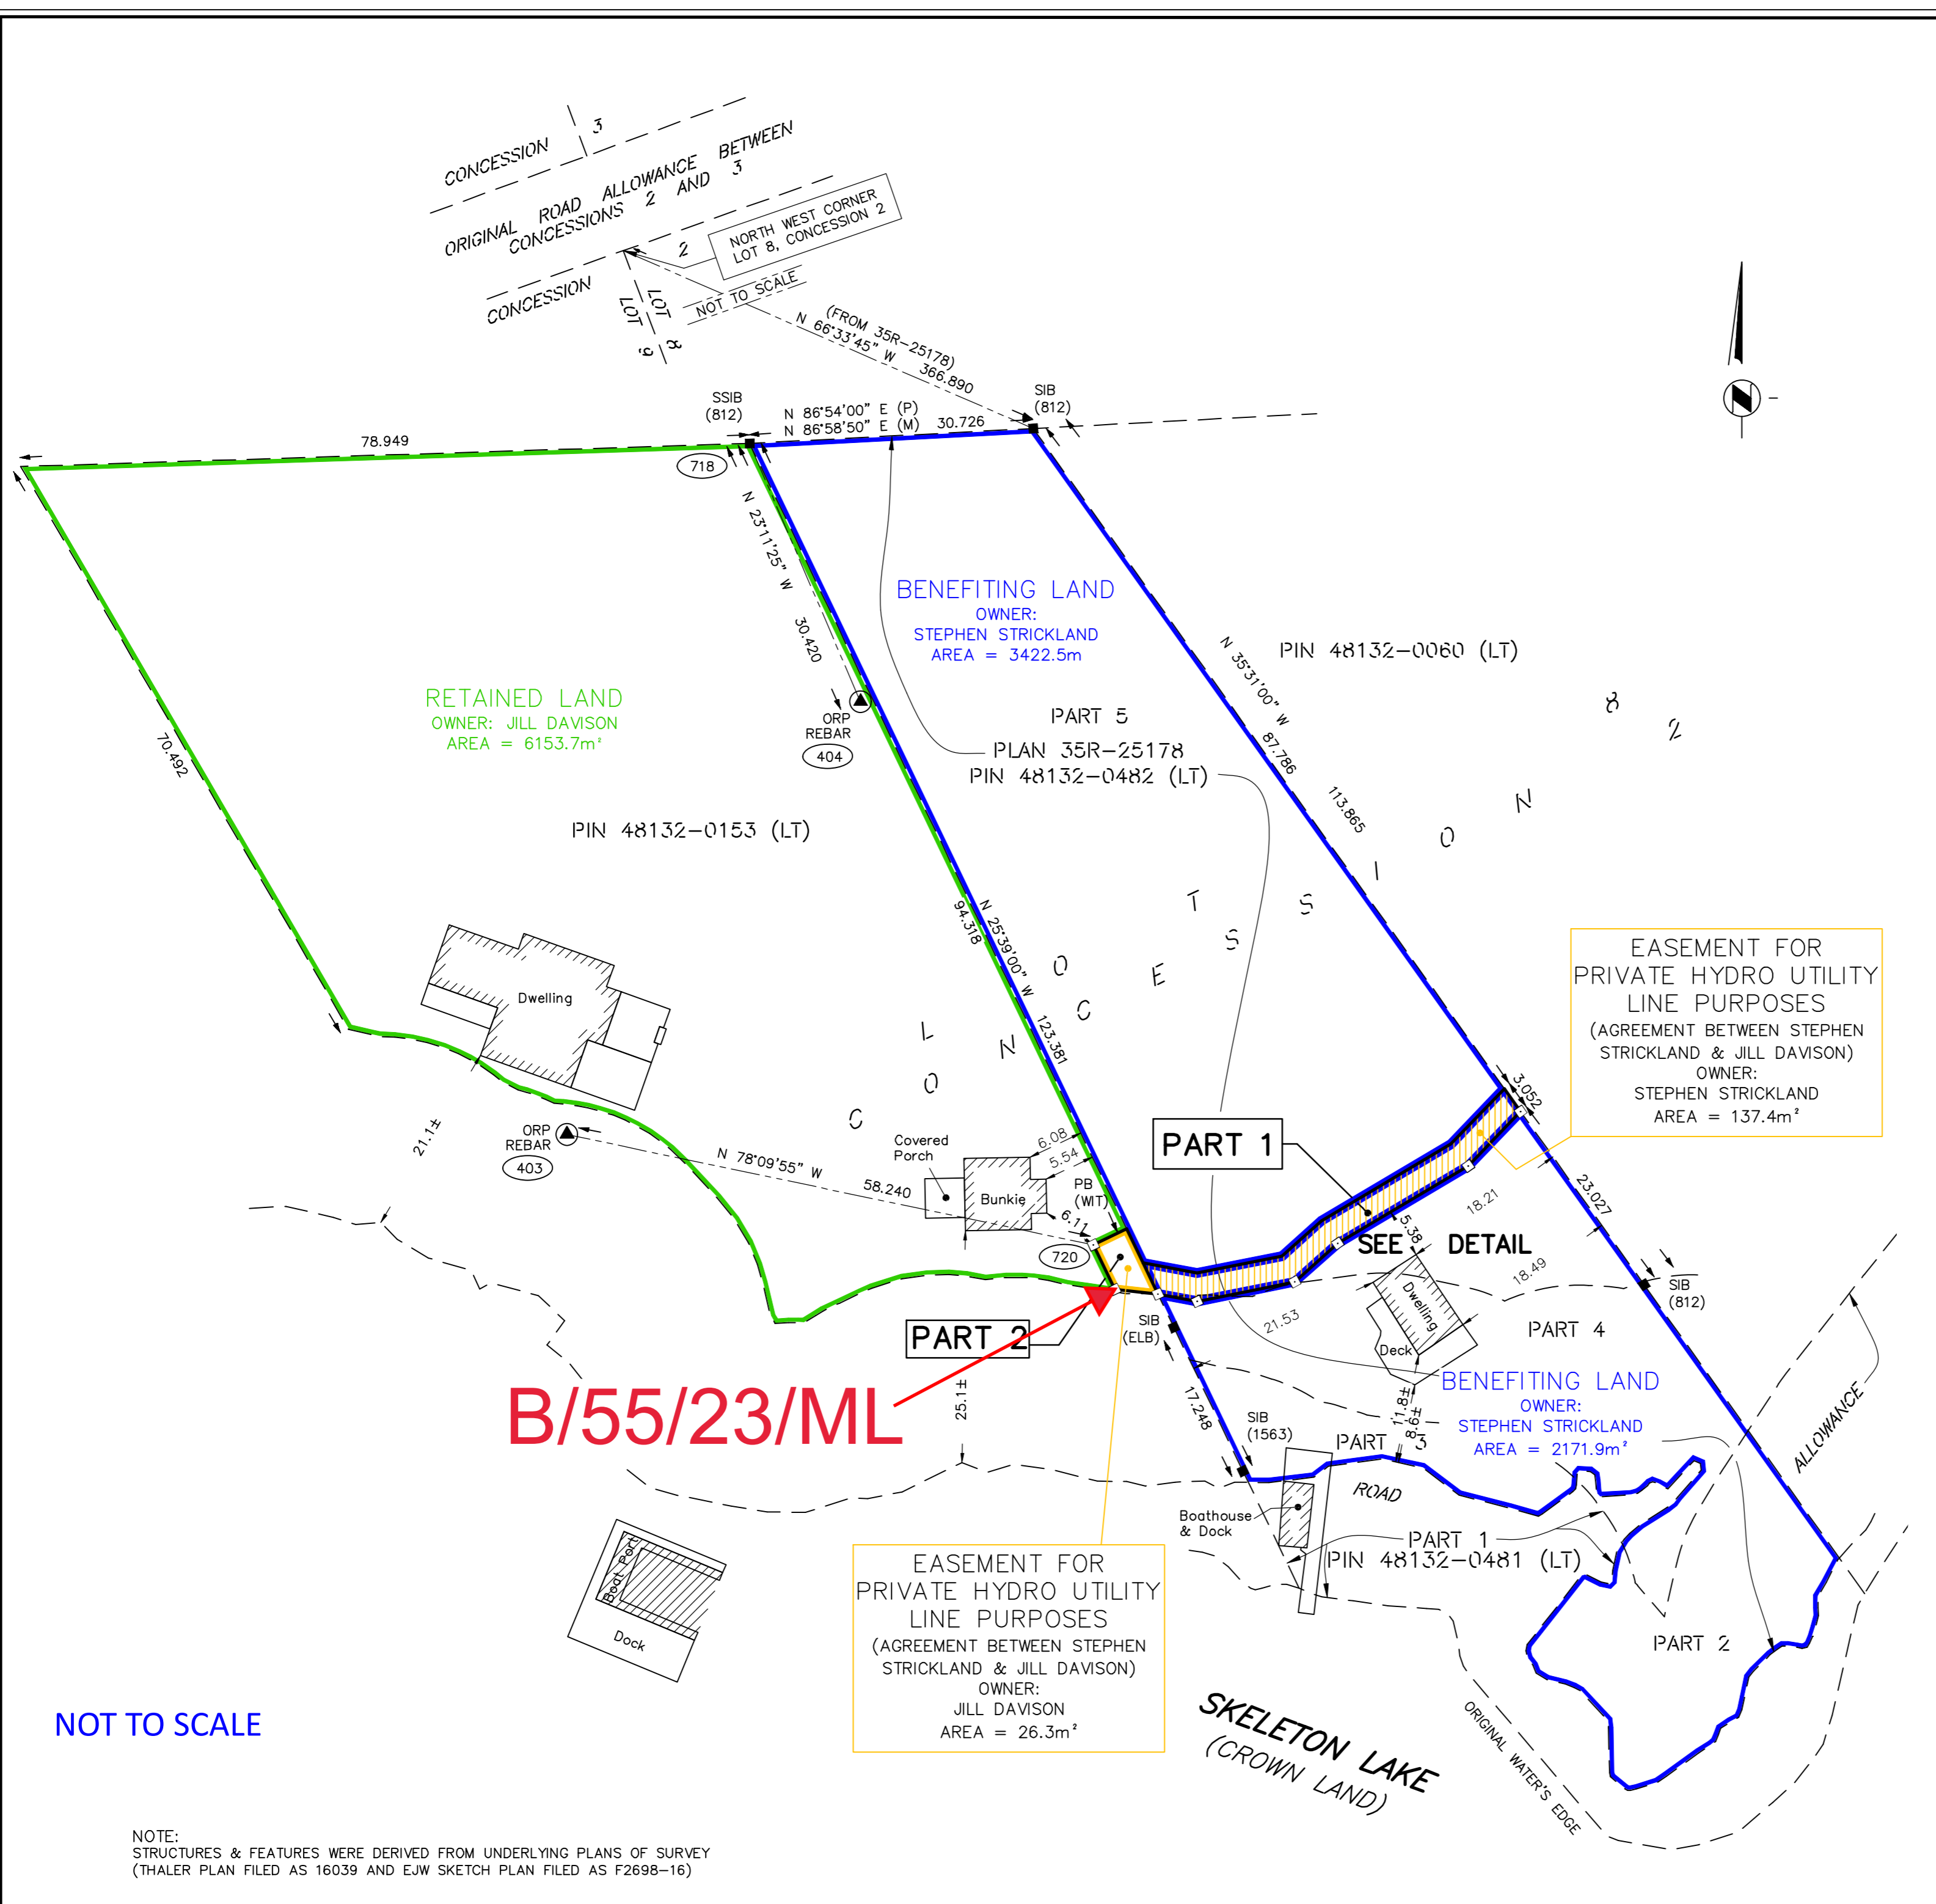 CONCESSION 3
ORIGINAL ROAD ALLOWANCE BETWEEN
CONCESSIONS 2 AND 3
CONCESSION 2
NORTH WEST CORNER
LOT 8, CONCESSION 2
LOT 8
LOT 9
NOT TO SCALE
(FROM 35R-25178)
N 66°33'45" W 366.890
SSIB
(812)
N 86°54'00" E (P)
N 86°58'50" E (M)
30.726
SIB
(812)
78.949
718
N 23°11'25" W
30.420
BENEFITING LAND
OWNER:
STEPHEN STRICKLAND
AREA = 3422.5m
PIN 48132-0060 (LT)
N 35°31'00" W
87.786
113.865
RETAINED LAND
OWNER: JILL DAVISON
AREA = 6153.7m²
70.492
ORP
REBAR
404
PART 5
PLAN 35R-25178
PIN 48132-0482 (LT)
PIN 48132-0153 (LT)
LOT 8
CONCESSION 2
N 25°39'00" W
94.318
123.381
EASEMENT FOR
PRIVATE HYDRO UTILITY
LINE PURPOSES
(AGREEMENT BETWEEN STEPHEN
STRICKLAND & JILL DAVISON)
OWNER:
STEPHEN STRICKLAND
AREA = 137.4m²
Dwelling
3.052
21.1±
ORP
REBAR
403
N 78°09'55" W
58.240
Covered
Porch
Bunkie
6.08
5.54
PB
(WIT)
6.11
720
PART 1
18.21
23.027
5.38
SEE DETAIL
18.49
21.53
Dwelling
Deck
SIB
(812)
PART 2
SIB
(ELB)
PART 4
B/55/23/ML
25.1±
17.248
BENEFITING LAND
OWNER:
STEPHEN STRICKLAND
AREA = 2171.9m²
11.8±
8.6±
SIB
(1563)
PART 3
ROAD
ALLOWANCE
Boathouse
& Dock
PART 1
PIN 48132-0481 (LT)
PART 2
Boat Port
Dock
EASEMENT FOR
PRIVATE HYDRO UTILITY
LINE PURPOSES
(AGREEMENT BETWEEN STEPHEN
STRICKLAND & JILL DAVISON)
OWNER:
JILL DAVISON
AREA = 26.3m²
SKELETON LAKE
(CROWN LAND)
ORIGINAL WATER'S EDGE
NOT TO SCALE
NOTE:
STRUCTURES & FEATURES WERE DERIVED FROM UNDERLYING PLANS OF SURVEY
(THALER PLAN FILED AS 16039 AND EJW SKETCH PLAN FILED AS F2698-16)